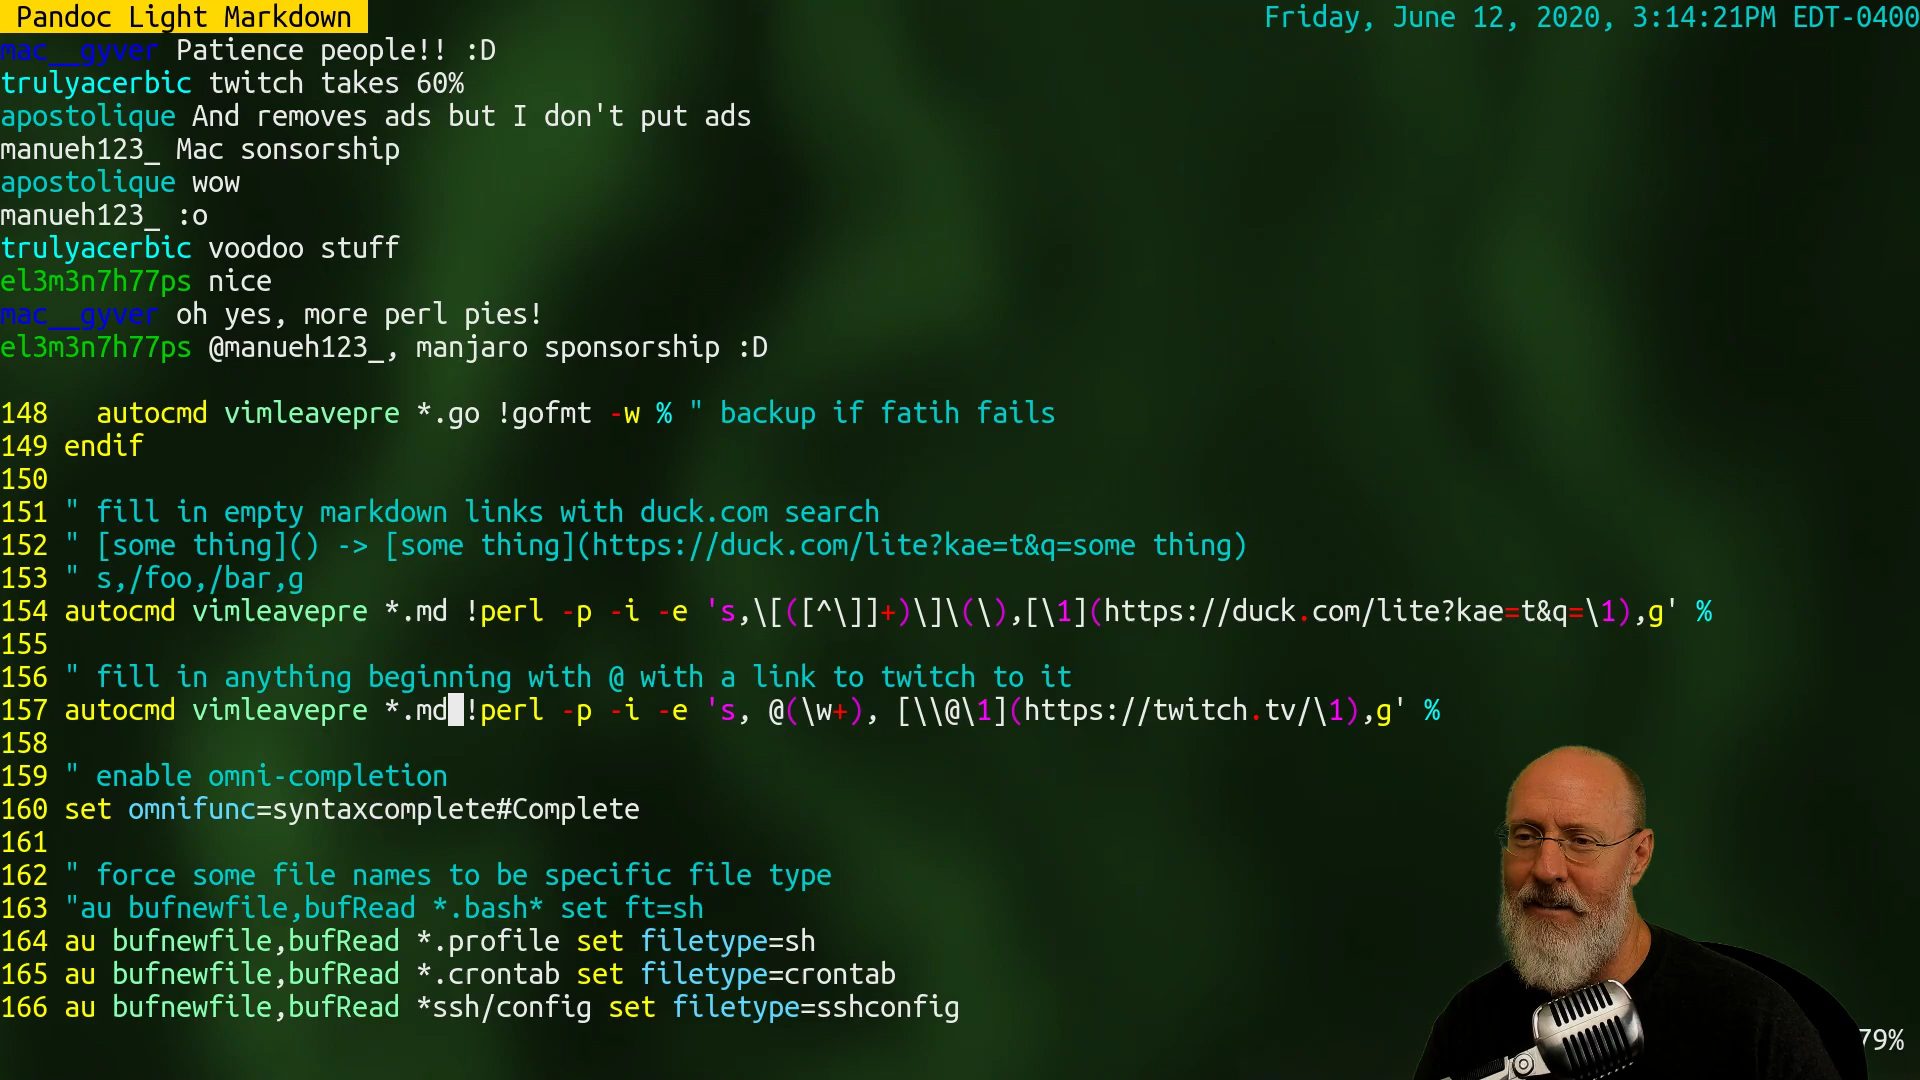 Pandoc Light Markdown
Friday, June 12, 2020, 3:14:21PM EDT-0400
mac__gyver Patience people!! :D
trulyacerbic twitch takes 60%
apostolique And removes ads but I don't put ads
manueh123_ Mac sonsorship
apostolique wow
manueh123_ :o
trulyacerbic voodoo stuff
el3m3n7h77ps nice
mac__gyver oh yes, more perl pies!
el3m3n7h77ps @manueh123_, manjaro sponsorship :D
148   autocmd vimleavepre *.go !gofmt -w % " backup if fatih fails
149 endif
150
151 " fill in empty markdown links with duck.com search
152 " [some thing]() -> [some thing](https://duck.com/lite?kae=t&q=some thing)
153 " s,/foo,/bar,g
154 autocmd vimleavepre *.md !perl -p -i -e 's,\[([^\]]+)\]\(\),[\1](https://duck.com/lite?kae=t&q=\1),g' %
155
156 " fill in anything beginning with @ with a link to twitch to it
157 autocmd vimleavepre *.md !perl -p -i -e 's, @(\w+), [\\@\1](https://twitch.tv/\1),g' %
158
159 " enable omni-completion
160 set omnifunc=syntaxcomplete#Complete
161
162 " force some file names to be specific file type
163 "au bufnewfile,bufRead *.bash* set ft=sh
164 au bufnewfile,bufRead *.profile set filetype=sh
165 au bufnewfile,bufRead *.crontab set filetype=crontab
166 au bufnewfile,bufRead *ssh/config set filetype=sshconfig
79%